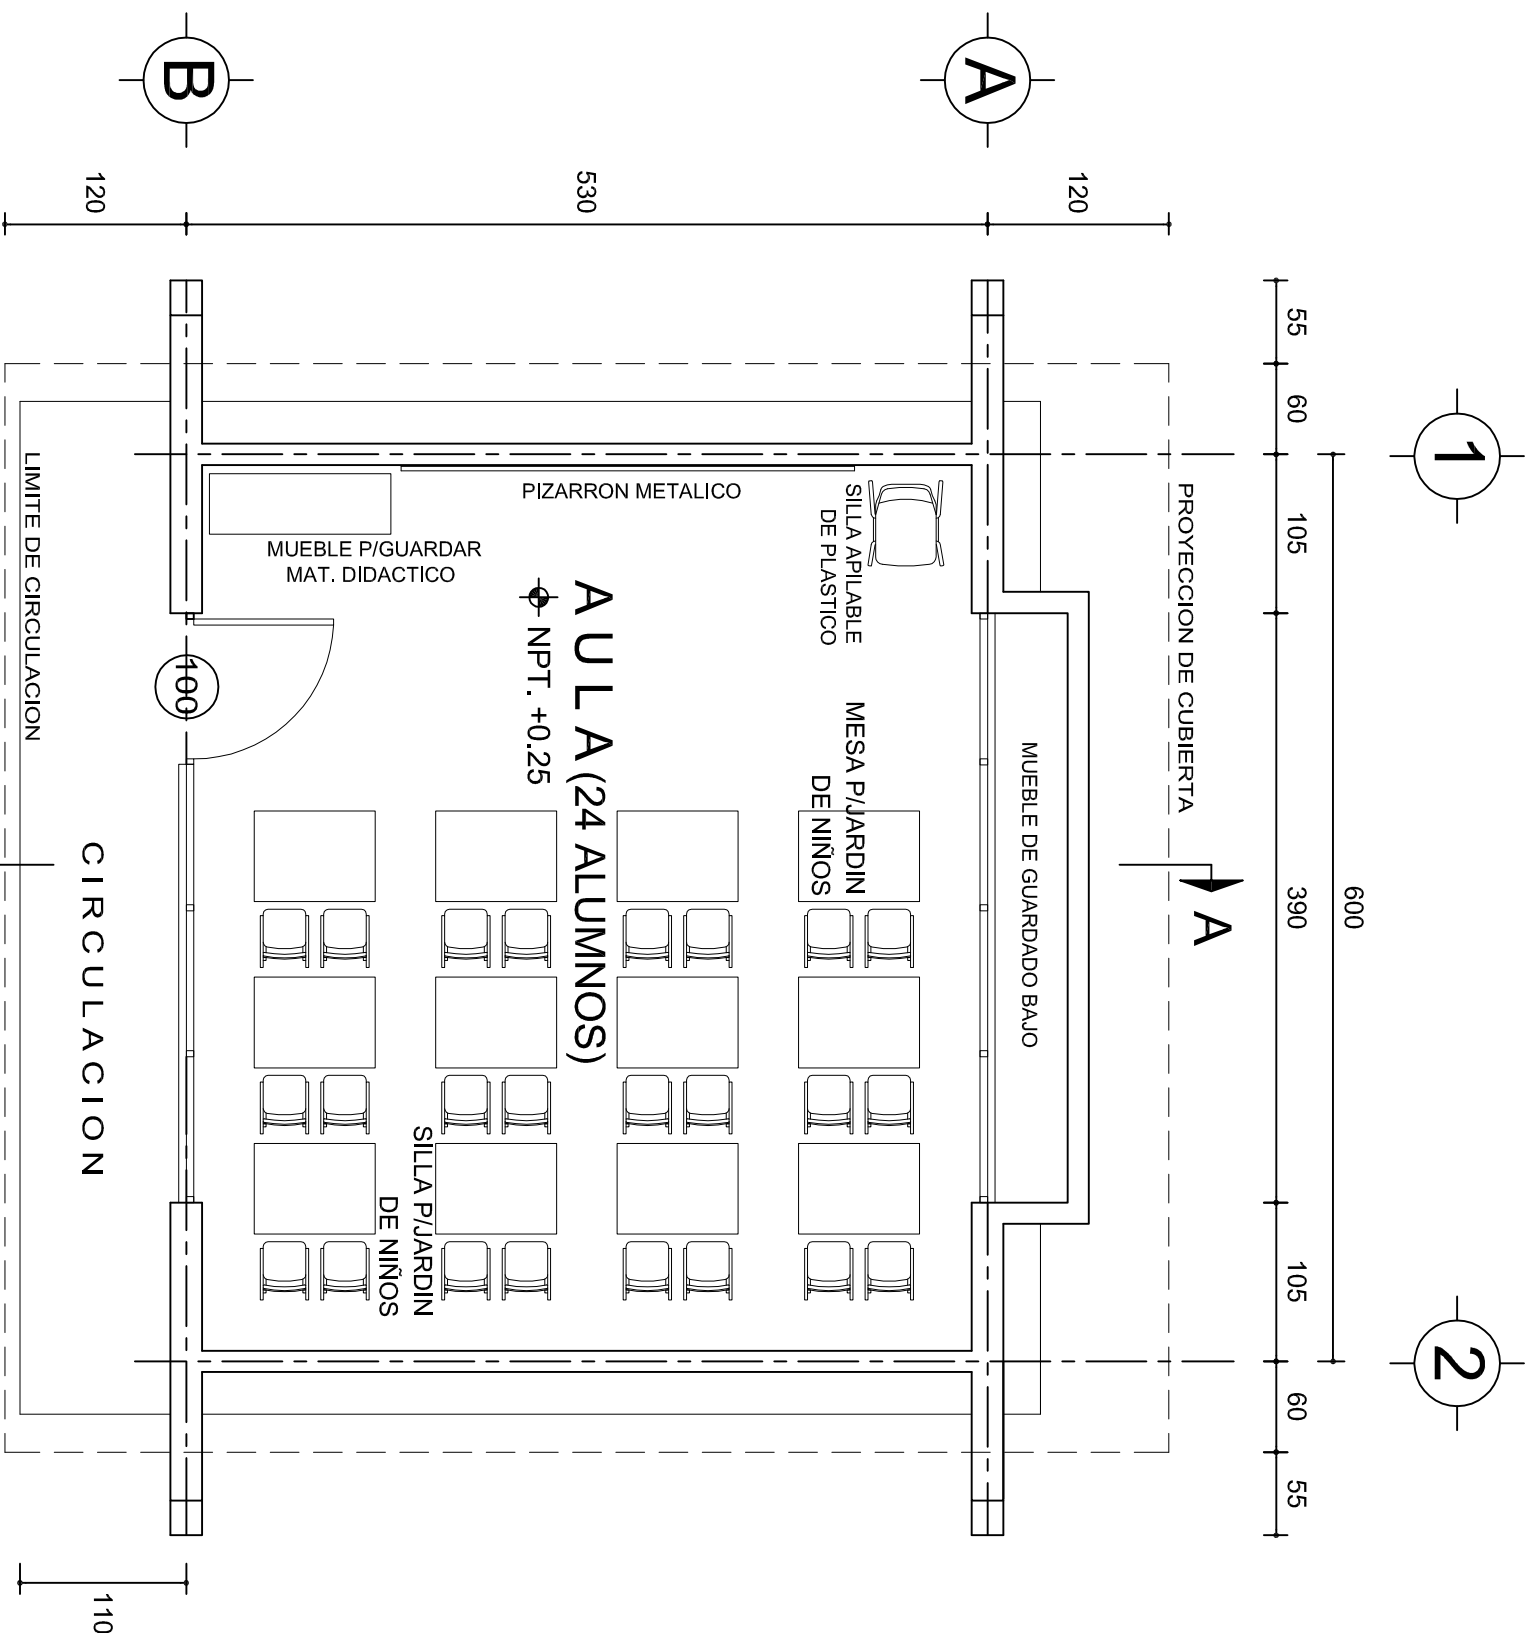 1
2
600
55
60
105
390
105
60
55
A
PROYECCION DE CUBIERTA
A
120
530
120
B
MUEBLE DE GUARDADO BAJO
SILLA APILABLE
DE PLASTICO
MESA P/JARDIN
DE NIÑOS
PIZARRON METALICO
A U L A (24 ALUMNOS)
NPT. +0.25
MUEBLE P/GUARDAR
MAT. DIDACTICO
SILLA P/JARDIN
DE NIÑOS
100
C I R C U L A C I O N
LIMITE DE CIRCULACION
110